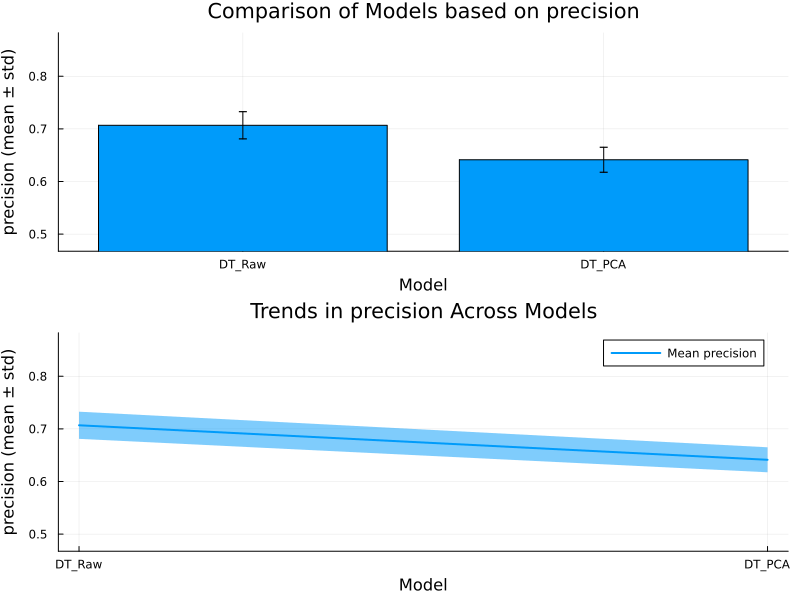 Comparison of Models based on precision
precision (mean ± std)
0.8
0.7
0.6
0.5
DT_Raw DT_PCA
Model
Trends in precision Across Models
precision (mean ± std)
Mean precision
0.8
0.7
0.6
0.5
DT_Raw DT_PCA
Model